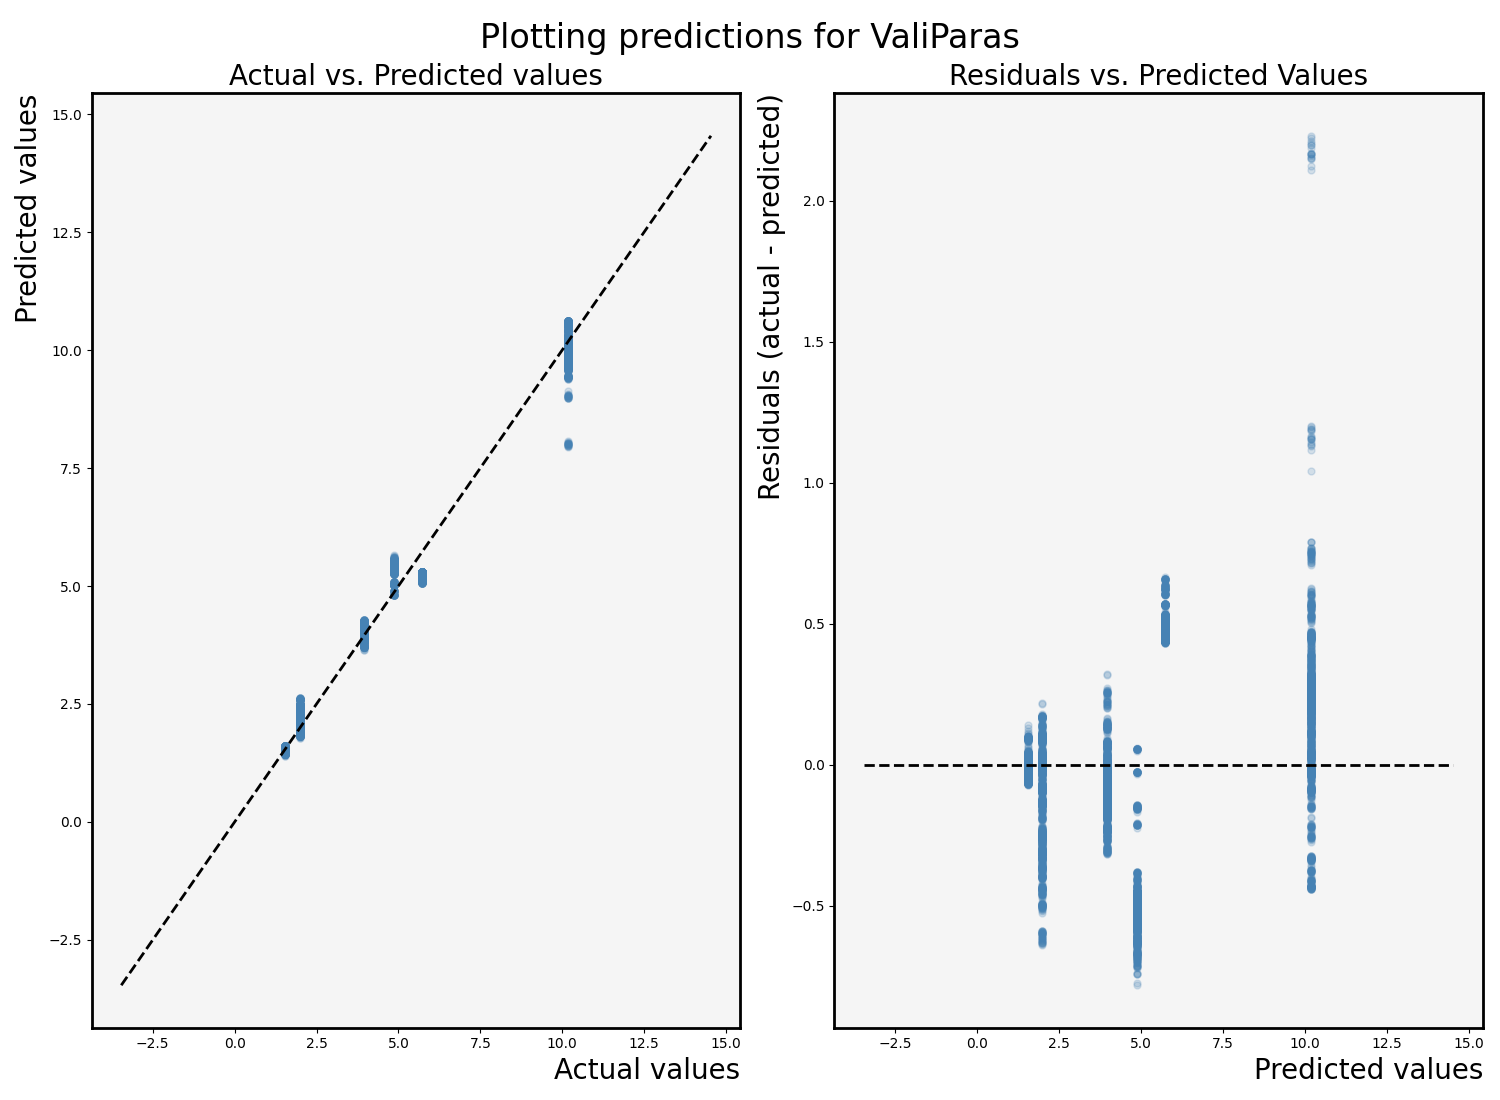 Plotting predictions for ValiParas
Actual vs. Predicted values
Predicted values
15.0
12.5
10.0
7.5
5.0
2.5
0.0
−2.5
−2.5 0.0 2.5 5.0 7.5 10.0 12.5 15.0
Actual values
Residuals vs. Predicted Values
Residuals (actual - predicted)
2.0
1.5
1.0
0.5
0.0
−0.5
−2.5 0.0 2.5 5.0 7.5 10.0 12.5 15.0
Predicted values